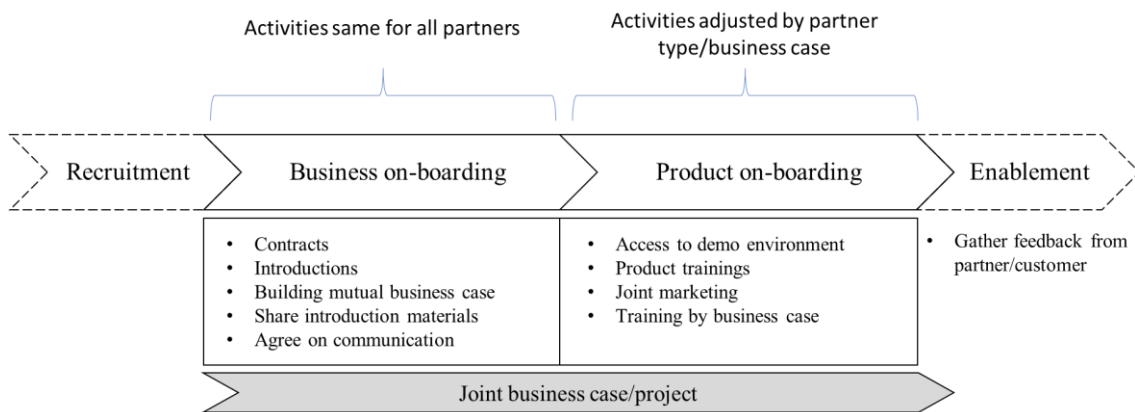 Activities same for all partners
Activities adjusted by partner
type/business case
Recruitment
Business on-boarding
Product on-boarding
Enablement
• Contracts
• Introductions
• Building mutual business case
• Share introduction materials
• Agree on communication
• Access to demo environment
• Product trainings
• Joint marketing
• Training by business case
• Gather feedback from
partner/customer
Joint business case/project